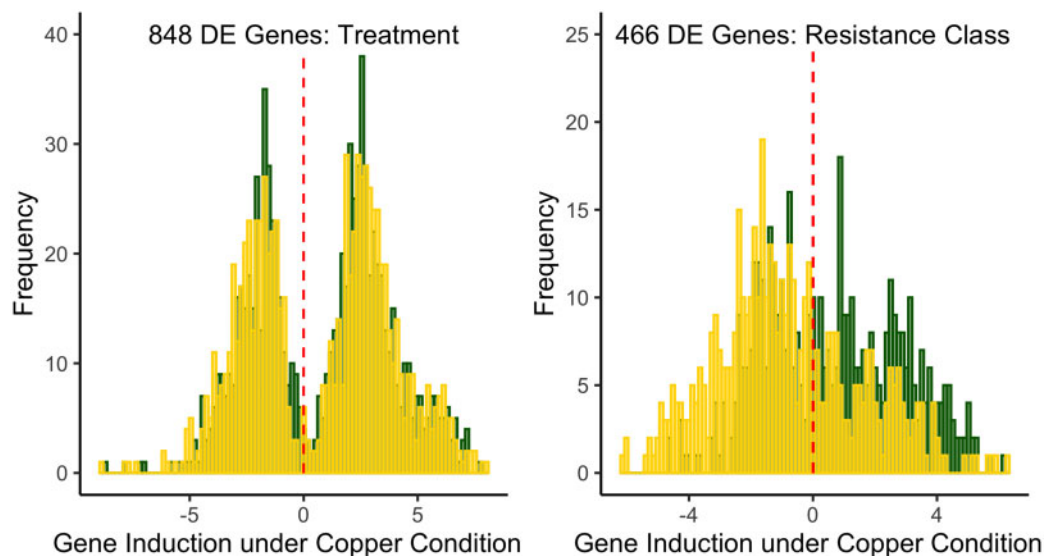 848 DE Genes: Treatment
40
30
20
10
0
Frequency
-5
0
5
Gene Induction under Copper Condition
466 DE Genes: Resistance Class
25
20
15
10
5
0
Frequency
-4
0
4
Gene Induction under Copper Condition